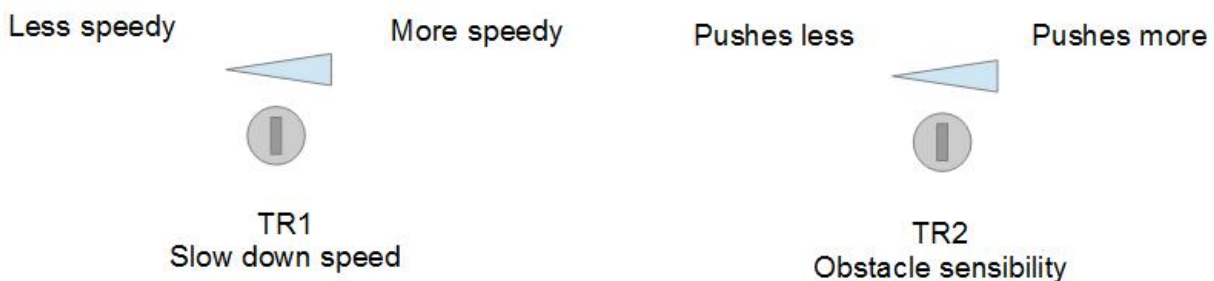 Less speedy
More speedy
TR1
Slow down speed
Pushes less
Pushes more
TR2
Obstacle sensibility